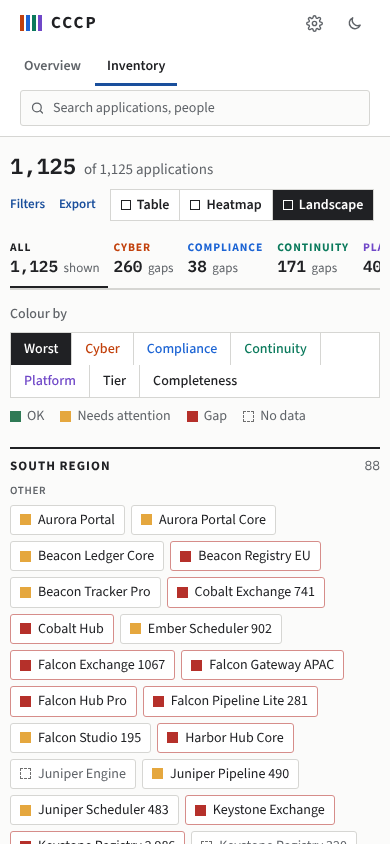 CCCP
Overview Inventory
Search applications, people
1,125 of 1,125 applications
Filters Export Table Heatmap Landscape
ALL CYBER COMPLIANCE CONTINUITY PLA
1,125 shown 260 gaps 38 gaps 171 gaps 40
Colour by
Worst Cyber Compliance Continuity
Platform Tier Completeness
OK Needs attention Gap No data
SOUTH REGION 88
OTHER
Aurora Portal Aurora Portal Core
Beacon Ledger Core Beacon Registry EU
Beacon Tracker Pro Cobalt Exchange 741
Cobalt Hub Ember Scheduler 902
Falcon Exchange 1067 Falcon Gateway APAC
Falcon Hub Pro Falcon Pipeline Lite 281
Falcon Studio 195 Harbor Hub Core
Juniper Engine Juniper Pipeline 490
Juniper Scheduler 483 Keystone Exchange